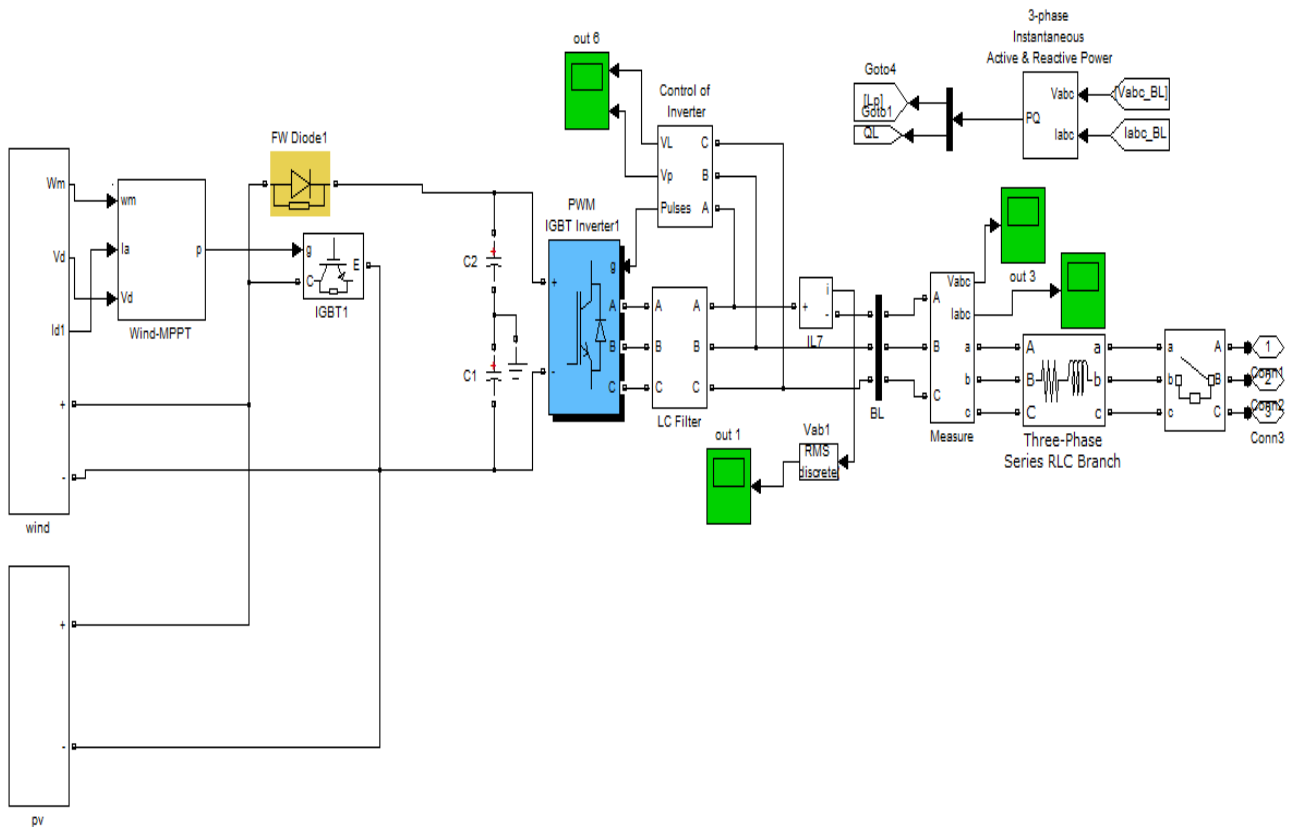 3-phase
Instantaneous
Active & Reactive Power
out 6
Goto4
[Lp]
Goto1
QL
PQ
Vabc
Iabc
[Vabc_BL]
Iabc_BL
Control of
Inverter
VL
Vp
Pulses
C
B
A
FW Diode1
Wm
Vd
Id1
+
-
wind
wm
Ia
Vd
p
Wind-MPPT
g
C
E
IGBT1
C2
C1
PWM
IGBT Inverter1
g
+
-
A
B
C
A
B
C
A
B
C
LC Filter
+
i
-
IL7
BL
out 3
A
B
C
Vabc
Iabc
a
b
c
Measure
A
B
C
a
b
c
Three-Phase
Series RLC Branch
a
b
c
A
B
C
1
Conn1
2
Conn2
3
Conn3
out 1
Vab1
RMS
discrete
+
-
pv